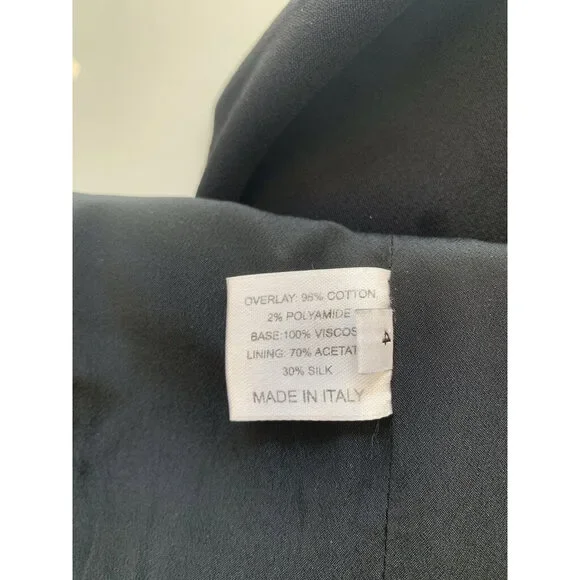 OVERLAY: 98% COTTON,
2% POLYAMIDE
BASE:100% VISCOS
LINING: 70% ACETAT
30% SILK
MADE IN ITALY
4